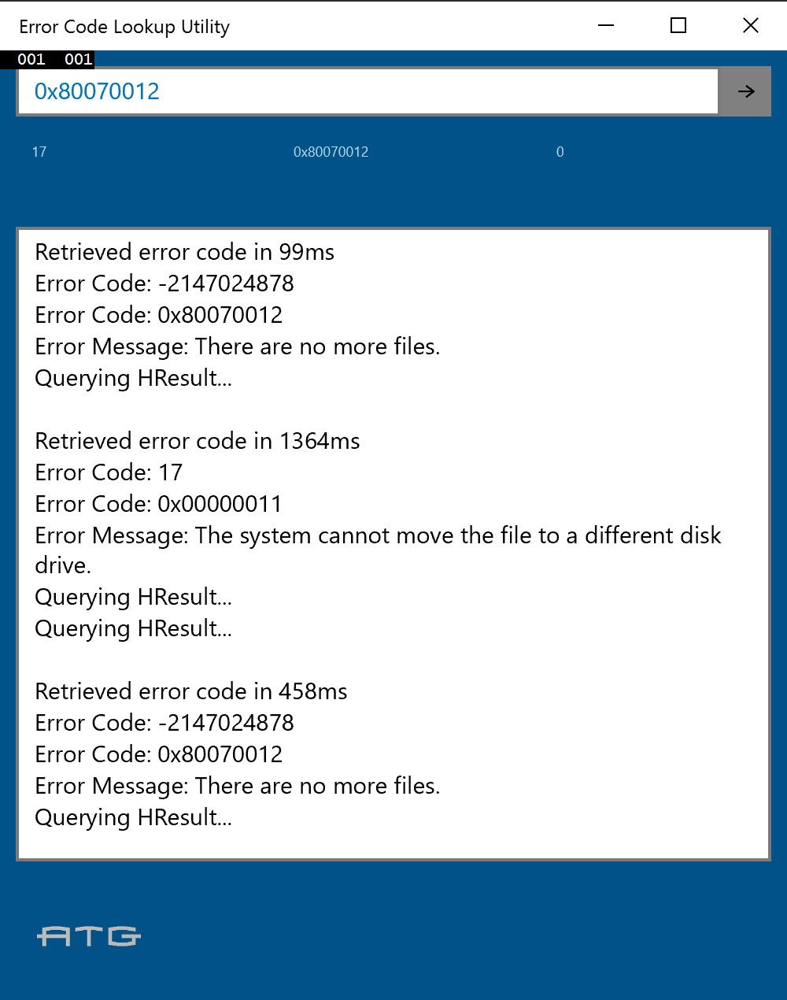 Error Code Lookup Utility
001 001
0x80070012
17 0x80070012 0
Retrieved error code in 99ms
Error Code: -2147024878
Error Code: 0x80070012
Error Message: There are no more files.
Querying HResult...
Retrieved error code in 1364ms
Error Code: 17
Error Code: 0x00000011
Error Message: The system cannot move the file to a different disk
drive.
Querying HResult...
Querying HResult...
Retrieved error code in 458ms
Error Code: -2147024878
Error Code: 0x80070012
Error Message: There are no more files.
Querying HResult...
ATG